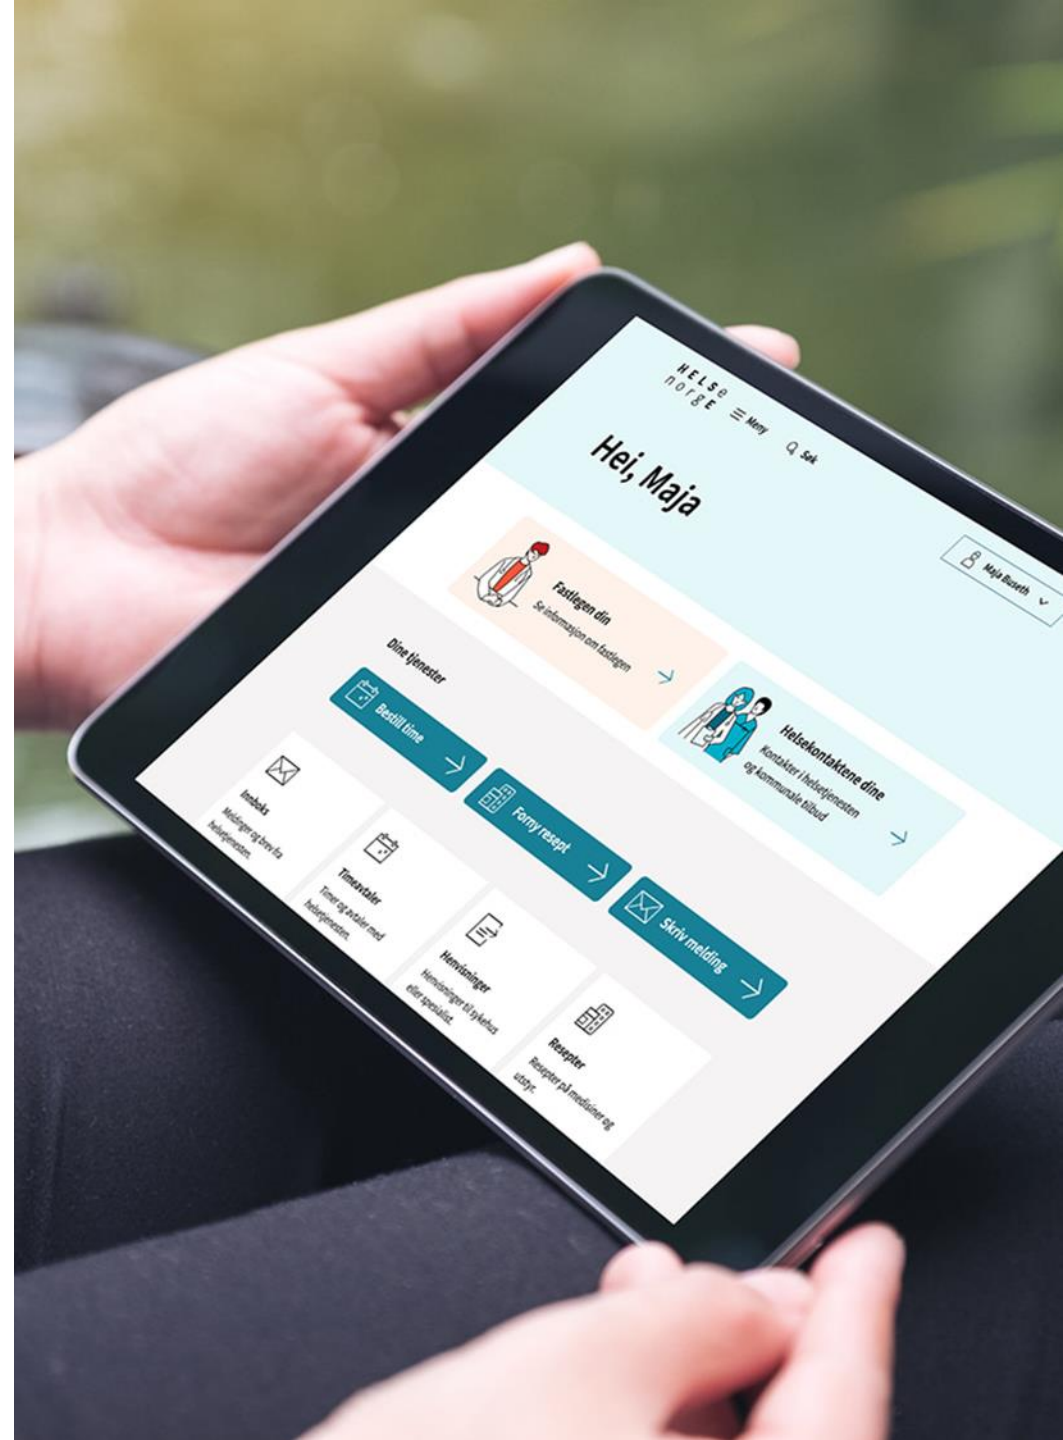 HELSe
norgE
Meny
Søk
Maja Buseth
Hei, Maja
Fastlegen din
Se informasjon om fastlegen
Helsekontaktene dine
Kontakter i helsetjenesten
og kommunale tilbud
Dine tjenester
Bestill time
Forny resept
Skriv melding
Innboks
Meldinger og brev fra
helsetjenesten.
Timeavtaler
Timer og avtaler med
helsetjenesten.
Henvisninger
Henvisninger til sykehus
eller spesialist.
Resepter
Resepter på medisiner og
utstyr.